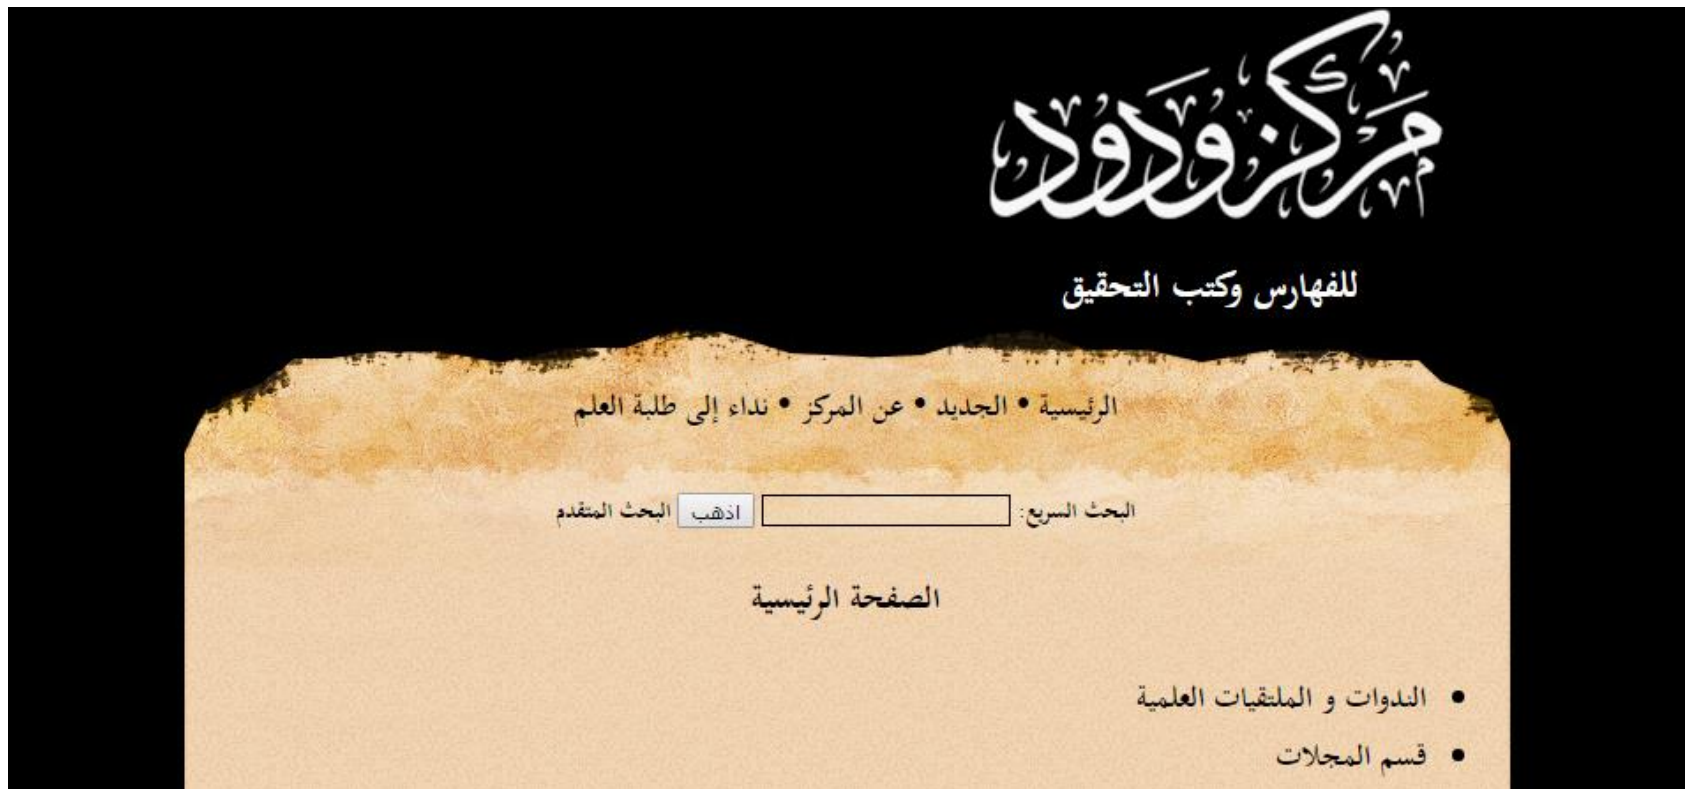 مركز ودود
للفهارس وكتب التحقيق
الرئيسية • الجديد • عن المركز • نداء إلى طلبة العلم
البحث السريع: اذهب البحث المتقدم
الصفحة الرئيسية
• الندوات و الملتقيات العلمية
• قسم المجلات